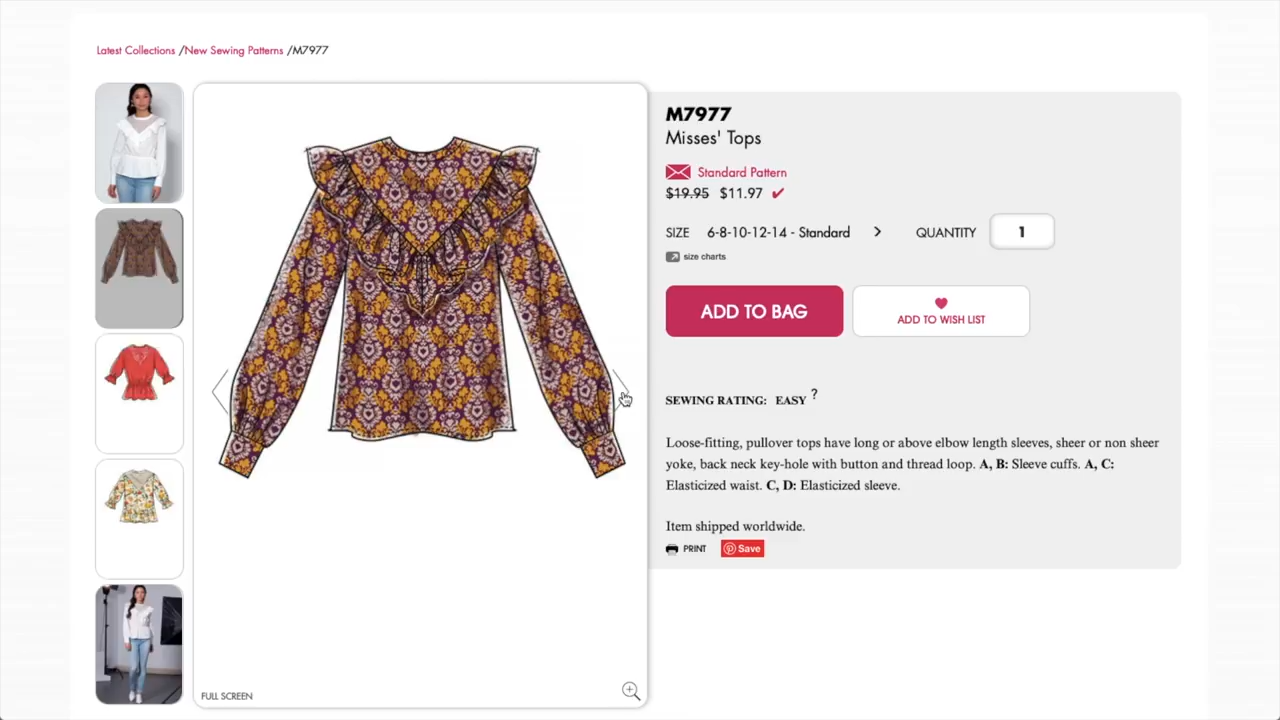 Latest Collections /New Sewing Patterns /M7977
M7977
Misses' Tops
Standard Pattern
$19.95 $11.97
SIZE 6-8-10-12-14 - Standard QUANTITY 1
size charts
ADD TO BAG
ADD TO WISH LIST
SEWING RATING: EASY ?
Loose-fitting, pullover tops have long or above elbow length sleeves, sheer or non sheer
yoke, back neck key-hole with button and thread loop. A, B: Sleeve cuffs. A, C:
Elasticized waist. C, D: Elasticized sleeve.
Item shipped worldwide.
PRINT Save
FULL SCREEN